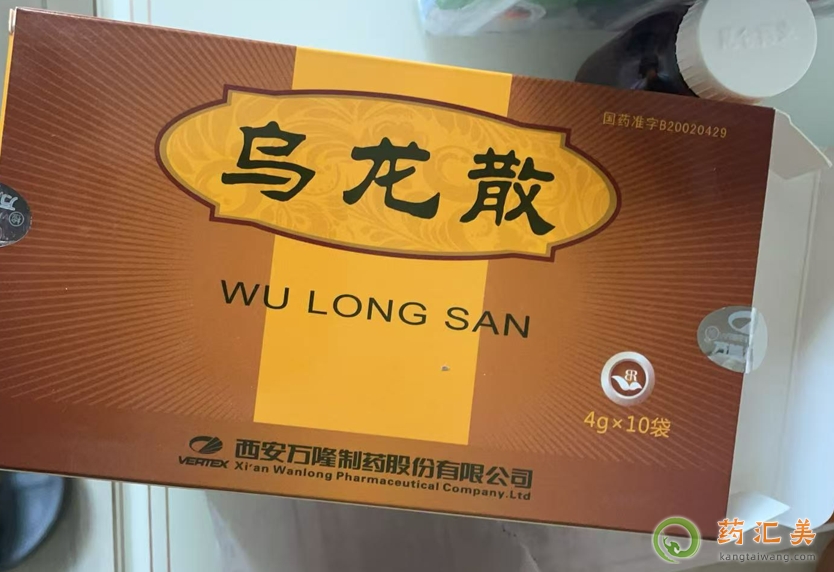 国药准字B20020429
乌龙散
WU LONG SAN
4g×10袋
VERTEX
西安万隆制药股份有限公司
Xi'an Wanlong Pharmaceutical Company.Ltd
药汇美
kangtaiwang.com